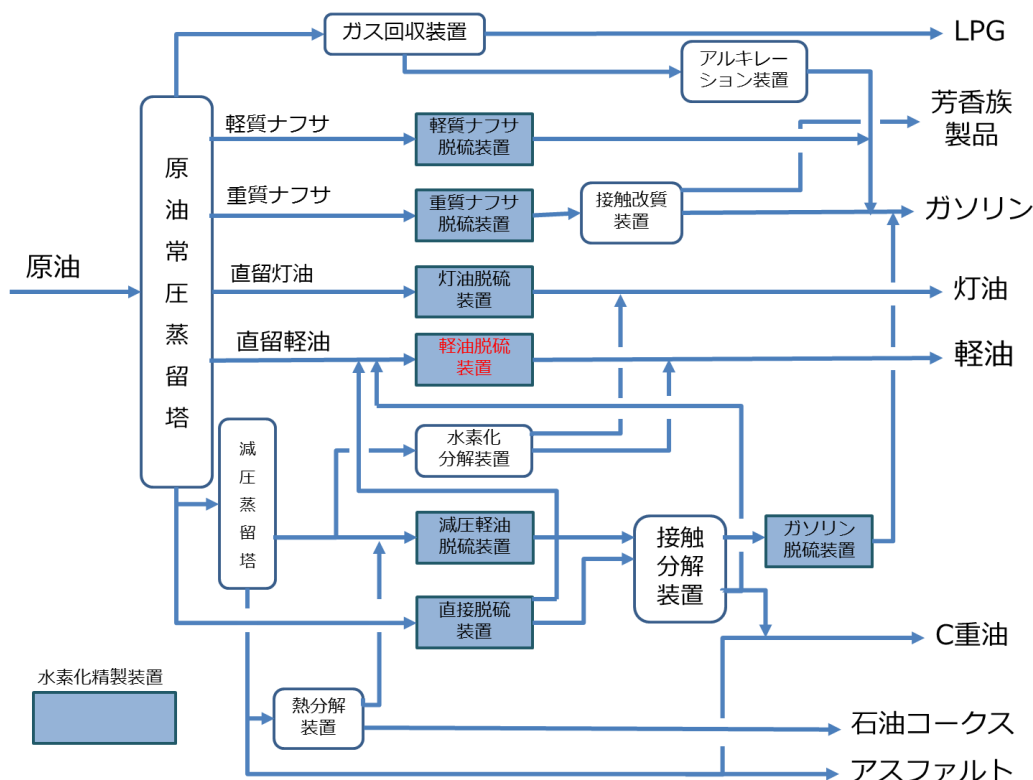 ガス回収装置
LPG
アルキレー
ション装置
芳香族
製品
軽質ナフサ
軽質ナフサ
脱硫装置
原油常圧蒸留塔
重質ナフサ
重質ナフサ
脱硫装置
接触改質
装置
ガソリン
原油
直留灯油
灯油脱硫
装置
灯油
直留軽油
軽油脱硫
装置
軽油
減圧蒸留塔
水素化
分解装置
減圧軽油
脱硫装置
接触
分解
装置
ガソリン
脱硫装置
直接脱硫
装置
C重油
水素化精製装置
熱分解
装置
石油コークス
アスファルト